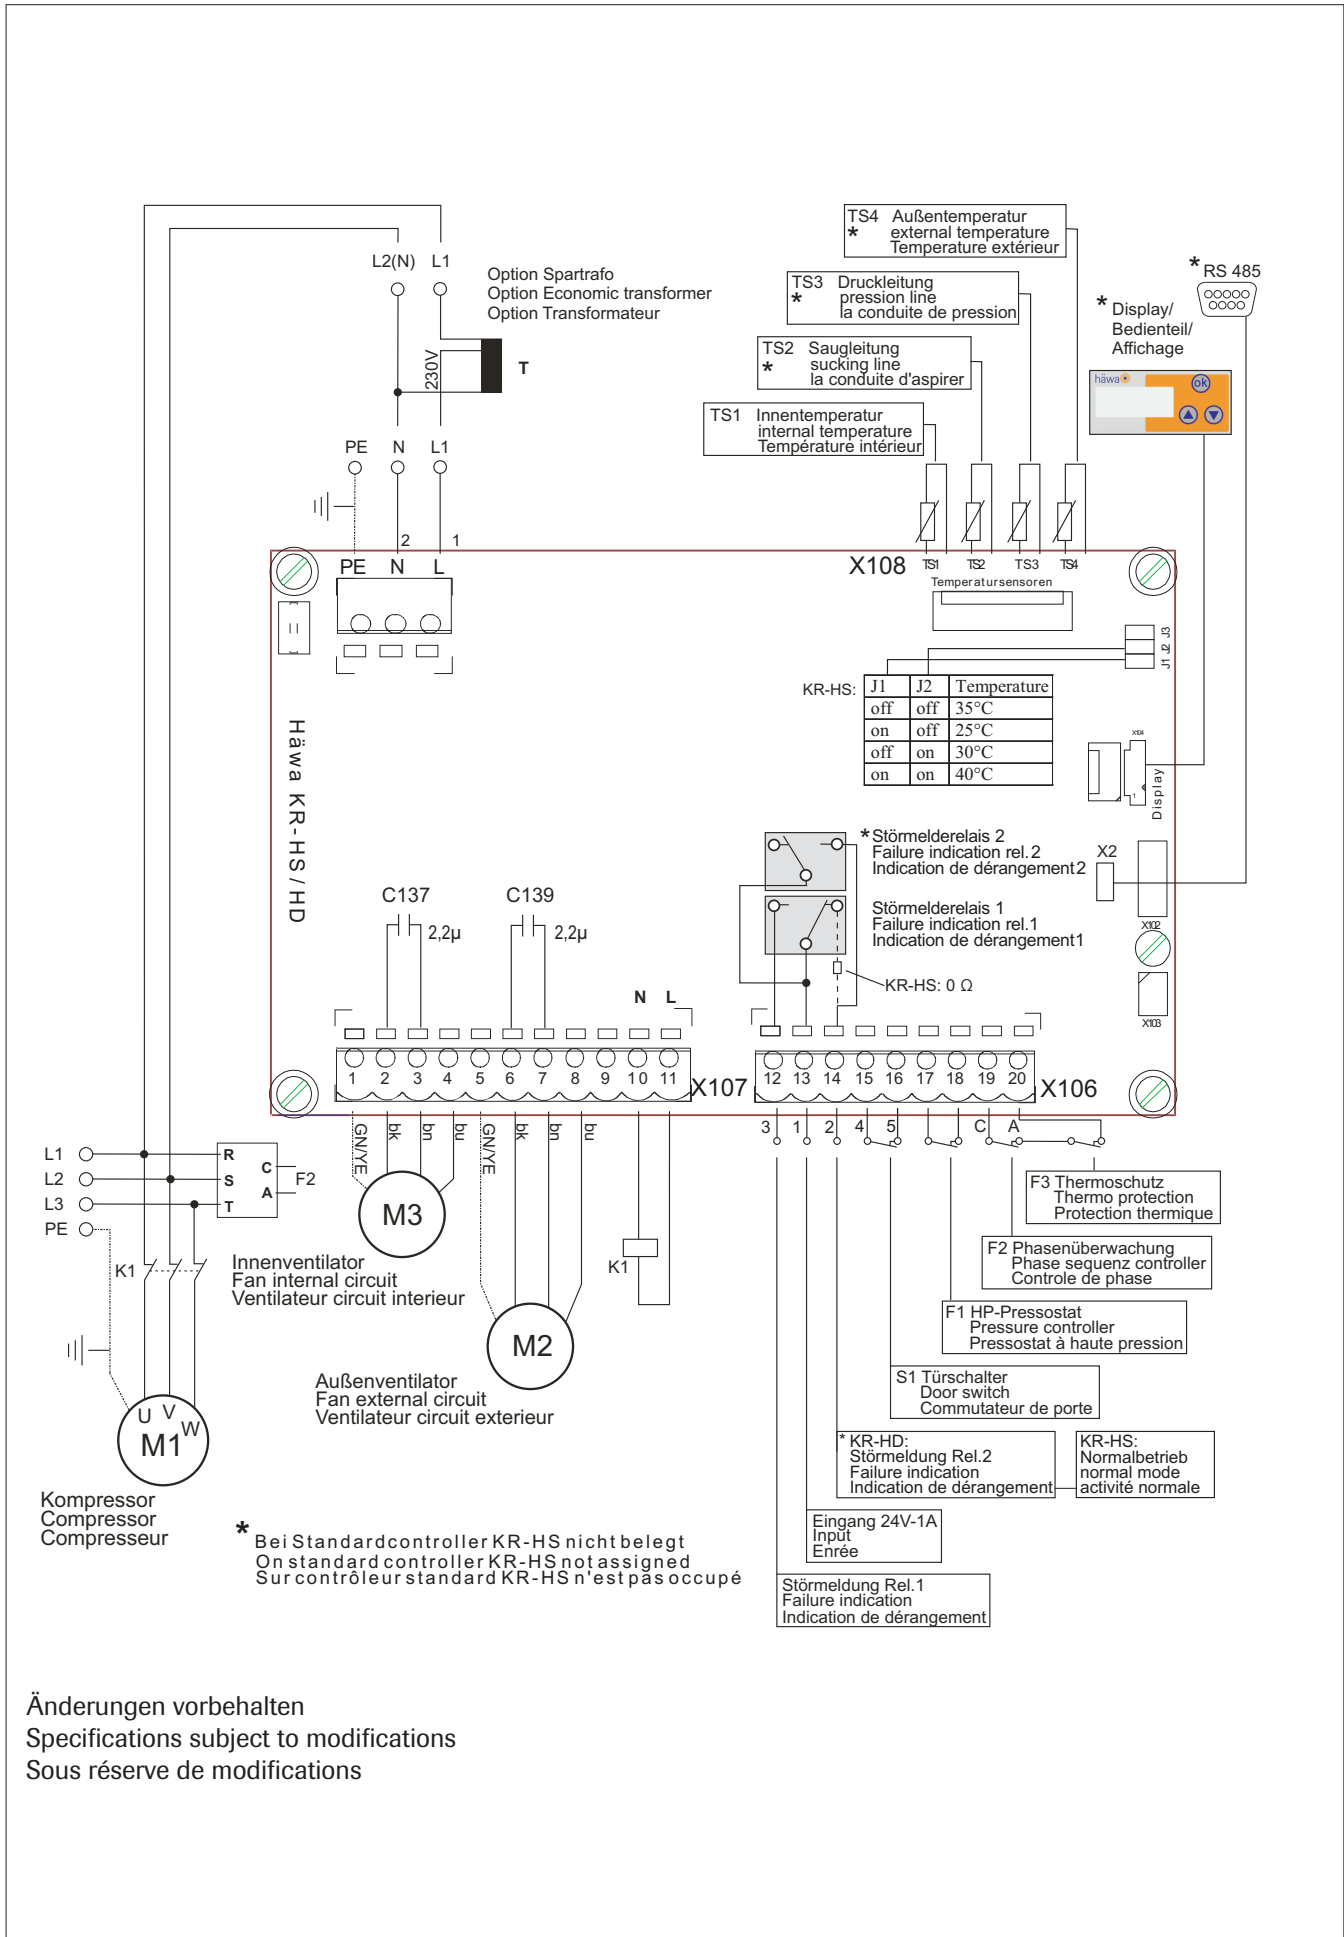 TS4 Außentemperatur
* external temperature
Temperature extérieur
TS3 Druckleitung
* pression line
la conduite de pression
TS2 Saugleitung
* sucking line
la conduite d'aspirer
TS1 Innentemperatur
internal temperature
Température intérieur
* RS 485
* Display/
Bedienteil/
Affichage
häwa
ok
L2(N) L1
Option Spartrafo
Option Economic transformer
Option Transformateur
230V
T
PE N L1
2 1
PE N L
X108 TS1 TS2 TS3 TS4
Temperatursensoren
J1 J2 J3
KR-HS: J1 J2 Temperature
off off 35°C
on off 25°C
off on 30°C
on on 40°C
X104
1
Display
Häwa KR-HS/HD
X2
X102
X103
* Störmelderelais 2
Failure indication rel.2
Indication de dérangement2
Störmelderelais 1
Failure indication rel.1
Indication de dérangement1
KR-HS: 0 Ω
C137
2,2µ
C139
2,2µ
N L
1 2 3 4 5 6 7 8 9 10 11 X107
12 13 14 15 16 17 18 19 20 X106
GN/YE bk bn bu GN/YE bk bn bu
3 1 2 4 5 C A
L1
L2
L3
PE
R
S
T
C
A
F2
K1
M3
Innenventilator
Fan internal circuit
Ventilateur circuit interieur
K1
M2
Außenventilator
Fan external circuit
Ventilateur circuit exterieur
U V W
M1
Kompressor
Compressor
Compresseur
F3 Thermoschutz
Thermo protection
Protection thermique
F2 Phasenüberwachung
Phase sequenz controller
Controle de phase
F1 HP-Pressostat
Pressure controller
Pressostat à haute pression
S1 Türschalter
Door switch
Commutateur de porte
* KR-HD:
Störmeldung Rel.2
Failure indication
Indication de dérangement
KR-HS:
Normalbetrieb
normal mode
activité normale
Eingang 24V-1A
Input
Enrée
Störmeldung Rel.1
Failure indication
Indication de dérangement
* Bei Standardcontroller KR-HS nicht belegt
On standard controller KR-HS not assigned
Sur contrôleur standard KR-HS n'est pas occupé
Änderungen vorbehalten
Specifications subject to modifications
Sous réserve de modifications